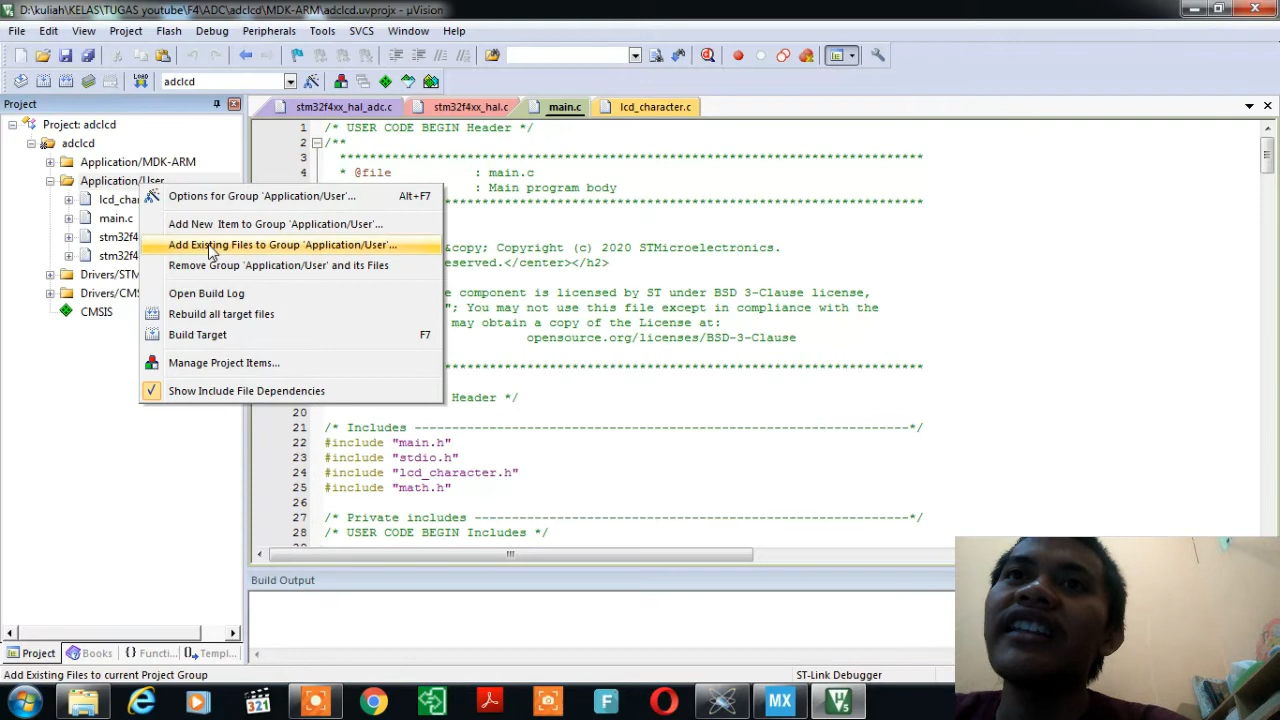 D:\kuliah\KELAS\TUGAS youtube\F4\ADC\adclcd\MDK-ARM\adclcd.uvprojx - µVision
File Edit View Project Flash Debug Peripherals Tools SVCS Window Help
LOAD adclcd
Project
stm32f4xx_hal_adc.c stm32f4xx_hal.c main.c lcd_character.c
Project: adclcd
adclcd
Application/MDK-ARM
Application/User
lcd_cha
main.c
stm32f4
stm32f4
Drivers/STM
Drivers/CMS
CMSIS
Options for Group 'Application/User'... Alt+F7
Add New Item to Group 'Application/User'...
Add Existing Files to Group 'Application/User'...
Remove Group 'Application/User' and its Files
Open Build Log
Rebuild all target files
Build Target F7
Manage Project Items...
Show Include File Dependencies
1 /* USER CODE BEGIN Header */
2 /**
3 ******************************************************************************
4 * @file : main.c
: Main program body
******************************************************************************
&copy; Copyright (c) 2020 STMicroelectronics.
served.</center></h2>
e component is licensed by ST under BSD 3-Clause license,
"; You may not use this file except in compliance with the
may obtain a copy of the License at:
opensource.org/licenses/BSD-3-Clause
******************************************************************************
Header */
20
21 /* Includes ------------------------------------------------------------------*/
22 #include "main.h"
23 #include "stdio.h"
24 #include "lcd_character.h"
25 #include "math.h"
26
27 /* Private includes ----------------------------------------------------------*/
28 /* USER CODE BEGIN Includes */
Build Output
Project Books {} Functi... Templ...
Add Existing Files to current Project Group
ST-Link Debugger
321
F
MX